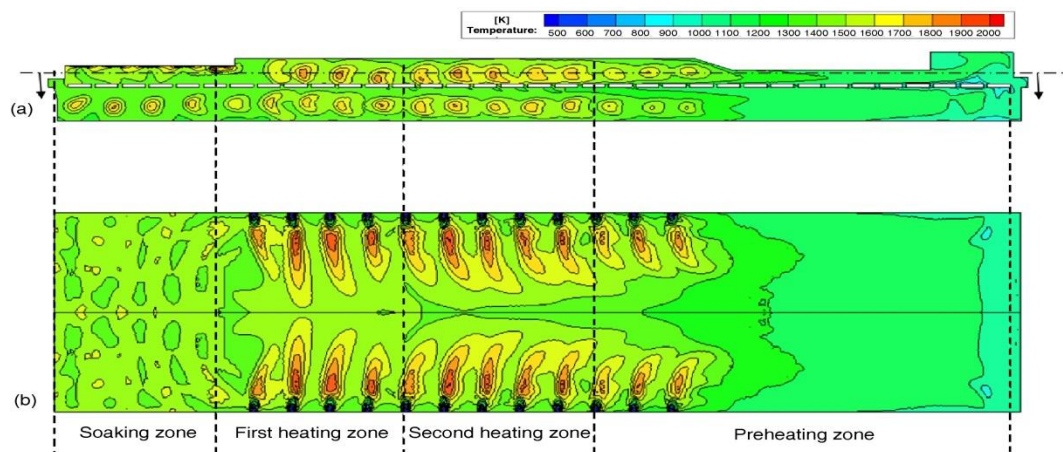 [K]
Temperature: 500 600 700 800 900 1000 1100 1200 1300 1400 1500 1600 1700 1800 1900 2000
(a)
(b)
Soaking zone First heating zone Second heating zone Preheating zone